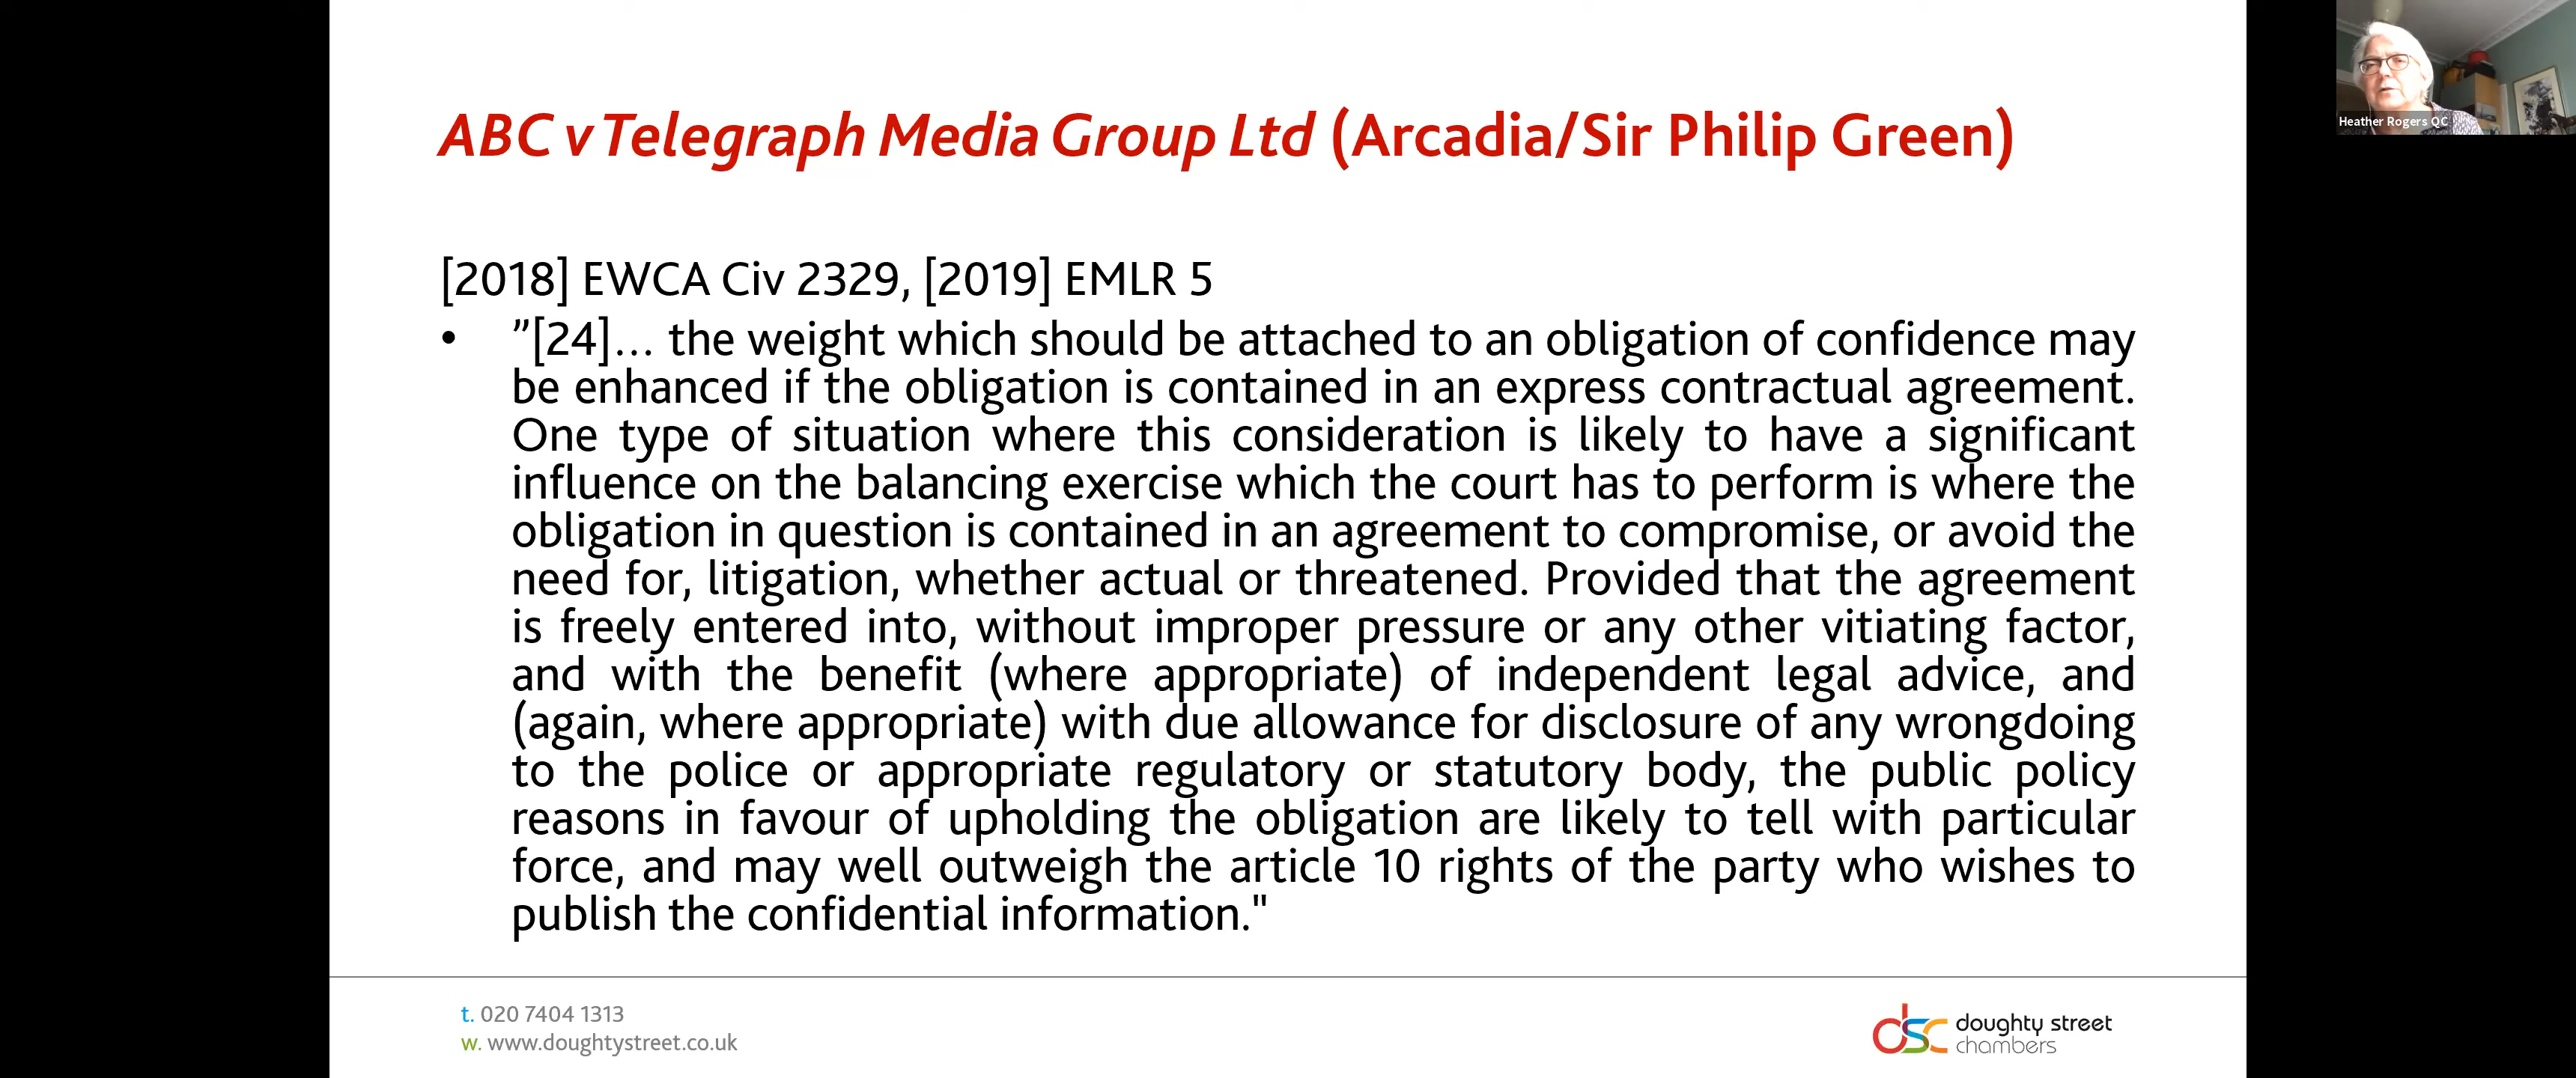 ABC v Telegraph Media Group Ltd (Arcadia/Sir Philip Green)
Heather Rogers QC
[2018] EWCA Civ 2329, [2019] EMLR 5
• ”[24]… the weight which should be attached to an obligation of confidence may
be enhanced if the obligation is contained in an express contractual agreement.
One type of situation where this consideration is likely to have a significant
influence on the balancing exercise which the court has to perform is where the
obligation in question is contained in an agreement to compromise, or avoid the
need for, litigation, whether actual or threatened. Provided that the agreement
is freely entered into, without improper pressure or any other vitiating factor,
and with the benefit (where appropriate) of independent legal advice, and
(again, where appropriate) with due allowance for disclosure of any wrongdoing
to the police or appropriate regulatory or statutory body, the public policy
reasons in favour of upholding the obligation are likely to tell with particular
force, and may well outweigh the article 10 rights of the party who wishes to
publish the confidential information."
t. 020 7404 1313
w. www.doughtystreet.co.uk
dsc doughty street
chambers